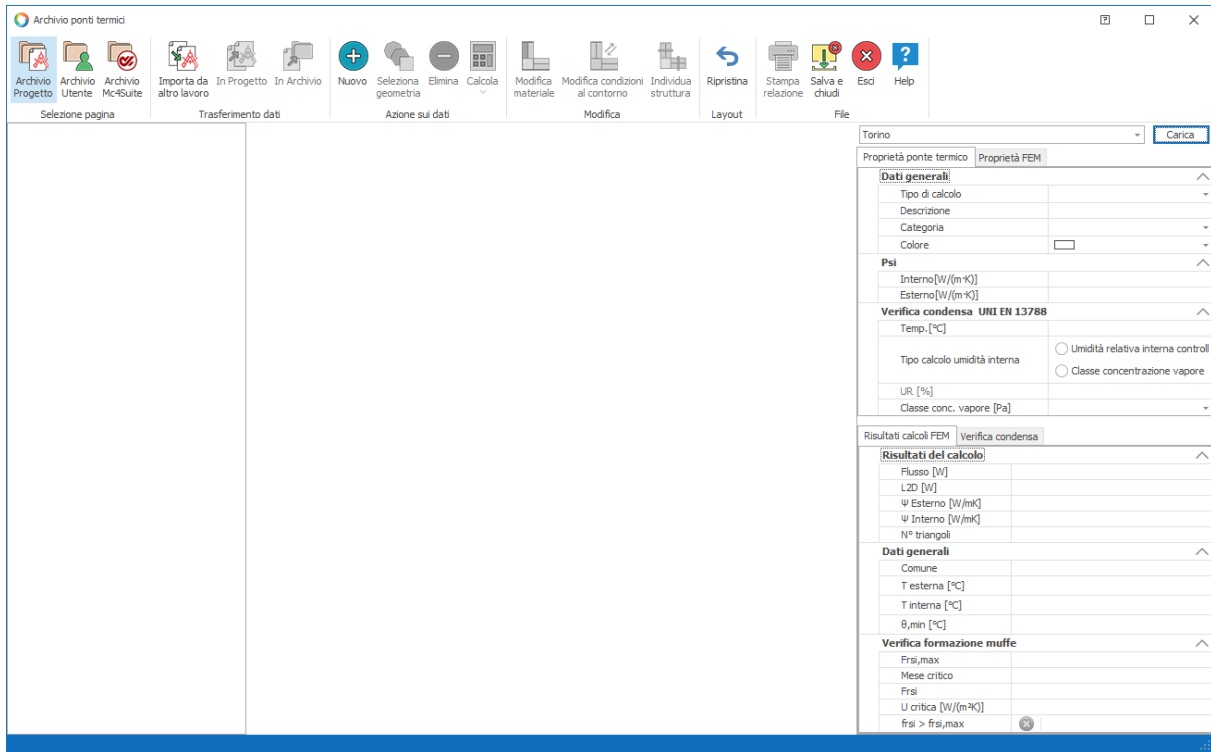 Archivo ponti termici
Archivio Progetto
Archivio Utente
Archivio Mc4Suite
Importa da altro lavoro
In Progetto
In Archivio
Nuovo
Seleziona geometria
Elimina
Calcola
Modifica materiale
Modifica condizioni al contorno
Individua struttura
Ripristina
Stampa relazione
Salva e chiudi
Esci
Help
Selezione pagina
Trasferimento dati
Azione sui dati
Modifica
Layout
File
Torino
Carica
Proprietà ponte termico
Proprietà FEM
Dati generali
Tipo di calcolo
Descrizione
Categoria
Colore
Psi
Interno[W/(m·K)]
Esterno[W/(m·K)]
Verifica condensa UNI EN 13788
Temp.[°C]
Tipo calcolo umidità interna
Umidità relativa interna controll
Classe concentrazione vapore
UR [%]
Classe conc. vapore [Pa]
Risultati calcoli FEM
Verifica condensa
Risultati del calcolo
Flusso [W]
L2D [W]
Ψ Esterno [W/mK]
Ψ Interno [W/mK]
N° triangoli
Dati generali
Comune
T esterna [°C]
T interna [°C]
θ,min [°C]
Verifica formazione muffe
Frsi,max
Mese critico
Frsi
U critica [W/(m²K)]
frsi > frsi,max